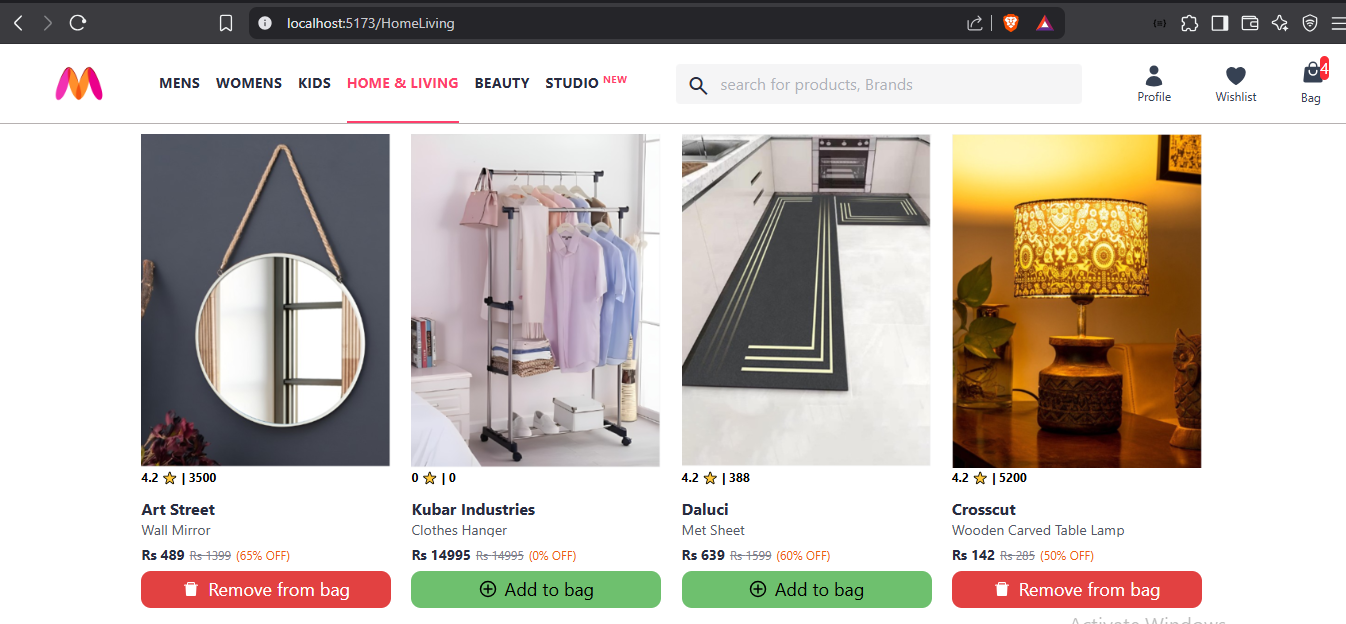 localhost:5173/HomeLiving
MENS WOMENS KIDS HOME & LIVING BEAUTY STUDIO NEW
search for products, Brands
Profile Wishlist 4 Bag
4.2 ⭐ | 3500
Art Street
Wall Mirror
Rs 489 Rs 1399 (65% OFF)
Remove from bag
0 ⭐ | 0
Kubar Industries
Clothes Hanger
Rs 14995 Rs 14995 (0% OFF)
Add to bag
4.2 ⭐ | 388
Daluci
Met Sheet
Rs 639 Rs 1599 (60% OFF)
Add to bag
4.2 ⭐ | 5200
Crosscut
Wooden Carved Table Lamp
Rs 142 Rs 285 (50% OFF)
Remove from bag
Activate Windows